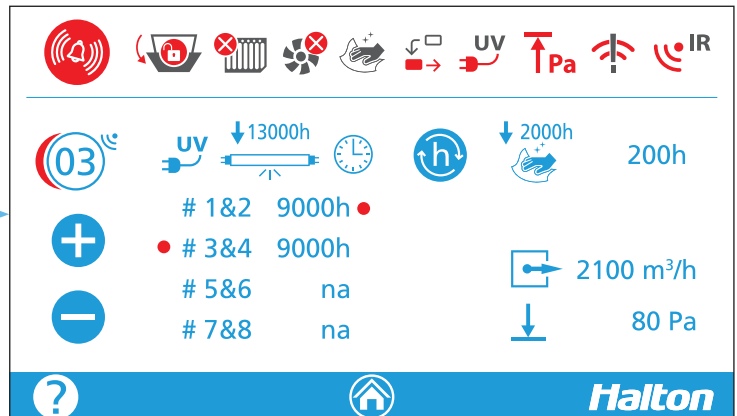 UV
Pa
IR
03
UV
13000h
h
2000h
200h
# 1&2 9000h
# 3&4 9000h
# 5&6 na
# 7&8 na
2100 m³/h
80 Pa
?
Halton